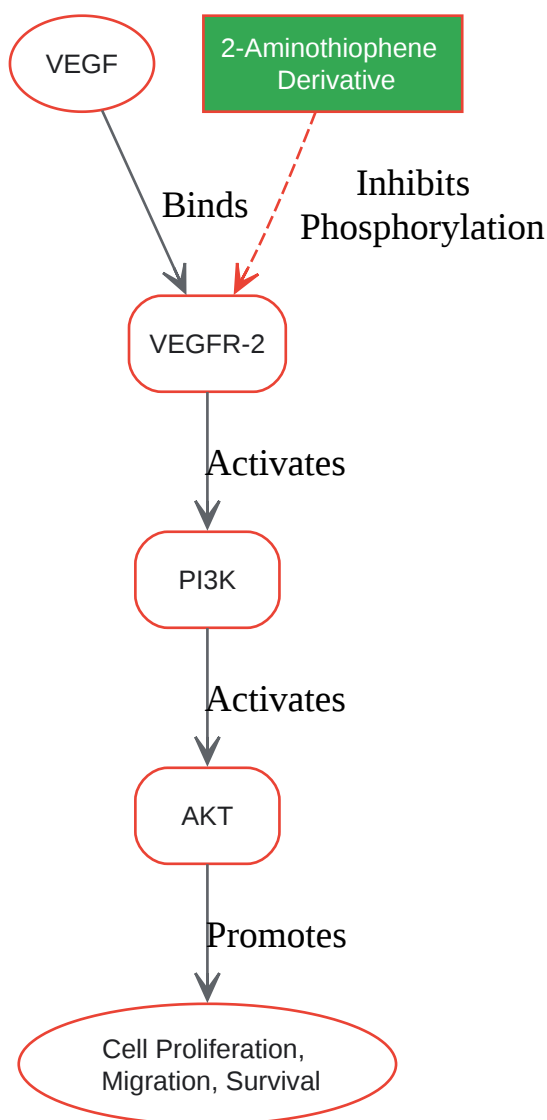 VEGF
2-Aminothiophene
Derivative
Binds
Inhibits
Phosphorylation
VEGFR-2
Activates
PI3K
Activates
AKT
Promotes
Cell Proliferation,
Migration, Survival